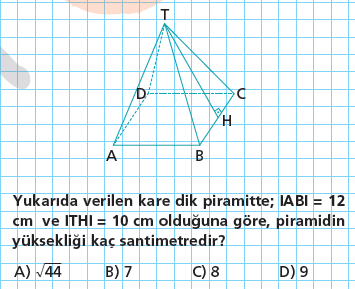 T
D
C
H
A
B
Yukarıda verilen kare dik piramitte; IABI = 12
cm ve ITHI = 10 cm olduğuna göre, piramidin
yüksekliği kaç santimetredir?
A) √44 B) 7 C) 8 D) 9